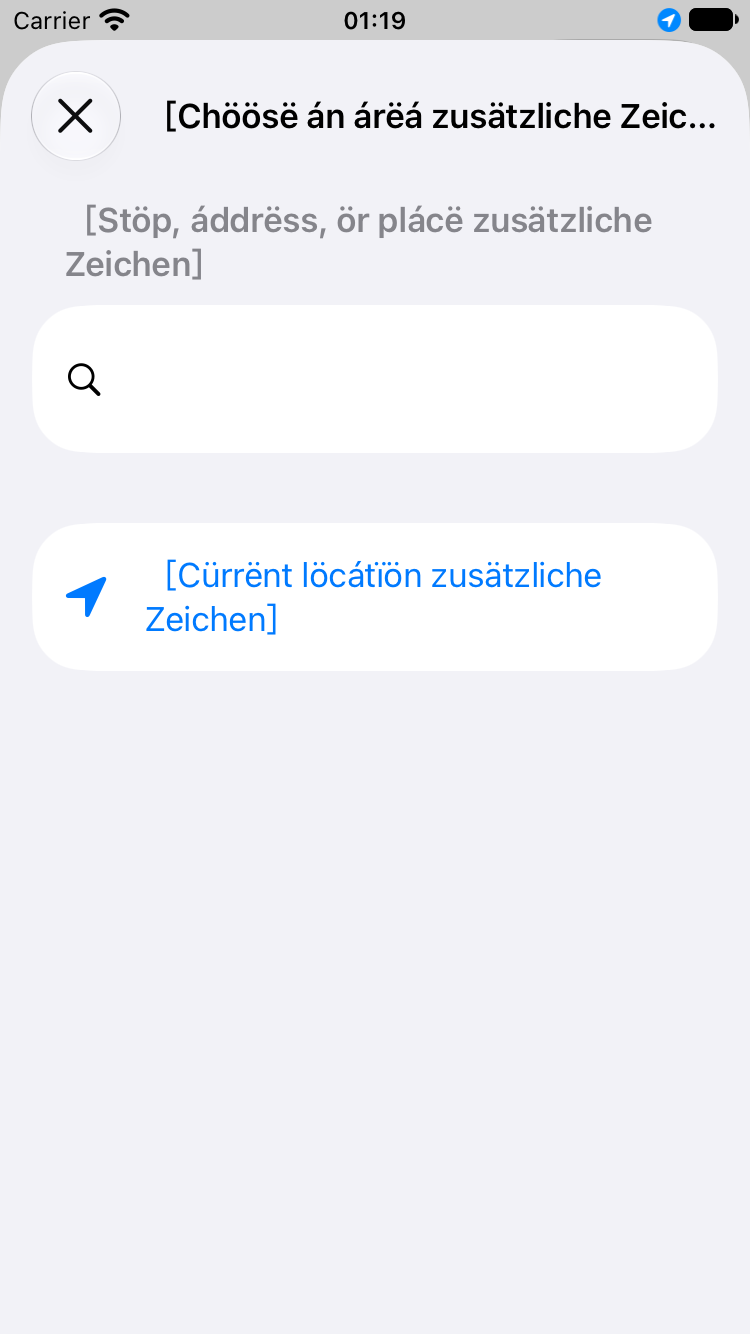 Carrier
01:19
[Chöösë án árëá zusätzliche Zeic...
[Stöp, áddrëss, ör plácë zusätzliche
Zeichen]
[Cürrënt löcátïön zusätzliche
Zeichen]